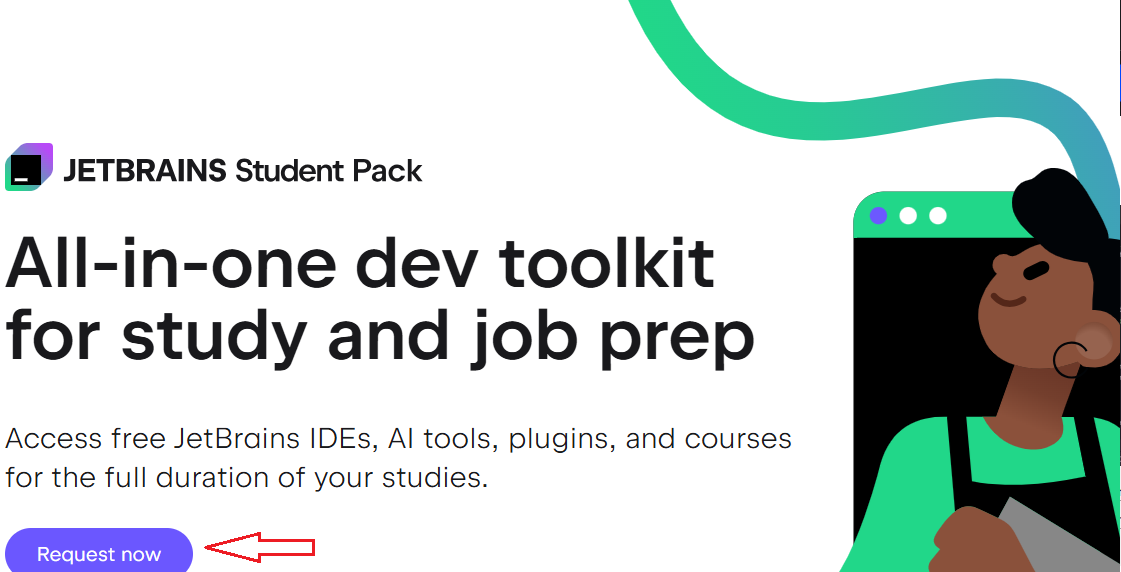 JETBRAINS Student Pack
All-in-one dev toolkit
for study and job prep
Access free JetBrains IDEs, AI tools, plugins, and courses
for the full duration of your studies.
Request now